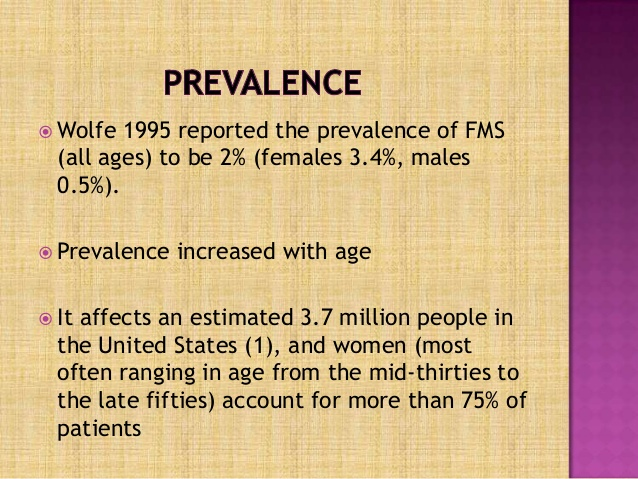 PREVALENCE
Wolfe 1995 reported the prevalence of FMS
(all ages) to be 2% (females 3.4%, males
0.5%).
Prevalence increased with age
It affects an estimated 3.7 million people in
the United States (1), and women (most
often ranging in age from the mid-thirties to
the late fifties) account for more than 75% of
patients